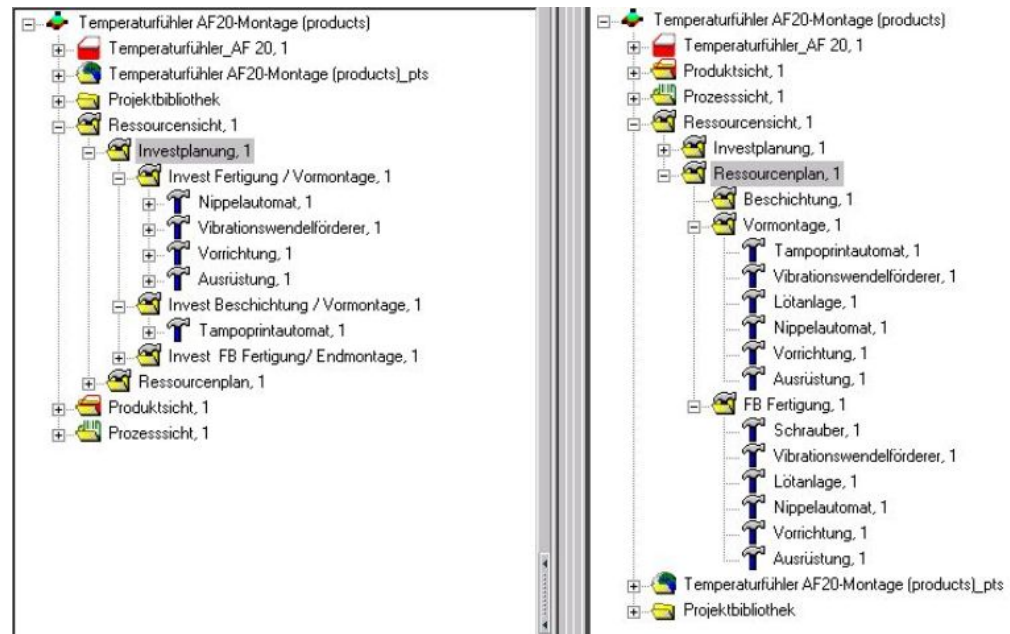 Temperaturfühler AF20-Montage (products)
Temperaturfühler_AF 20, 1
Temperaturfühler AF20-Montage (products)_pts
Projektbibliothek
Ressourcensicht, 1
Investplanung, 1
Invest Fertigung / Vormontage, 1
Nippelautomat, 1
Vibrationswendelförderer, 1
Vorrichtung, 1
Ausrüstung, 1
Invest Beschichtung / Vormontage, 1
Tampoprintautomat, 1
Invest FB Fertigung/ Endmontage, 1
Ressourcenplan, 1
Produktsicht, 1
Prozesssicht, 1
Temperaturfühler AF20-Montage (products)
Temperaturfühler_AF 20, 1
Produktsicht, 1
Prozesssicht, 1
Ressourcensicht, 1
Investplanung, 1
Ressourcenplan, 1
Beschichtung, 1
Vormontage, 1
Tampoprintautomat, 1
Vibrationswendelförderer, 1
Lötanlage, 1
Nippelautomat, 1
Vorrichtung, 1
Ausrüstung, 1
FB Fertigung, 1
Schrauber, 1
Vibrationswendelförderer, 1
Lötanlage, 1
Nippelautomat, 1
Vorrichtung, 1
Ausrüstung, 1
Temperaturfühler AF20-Montage (products)_pts
Projektbibliothek